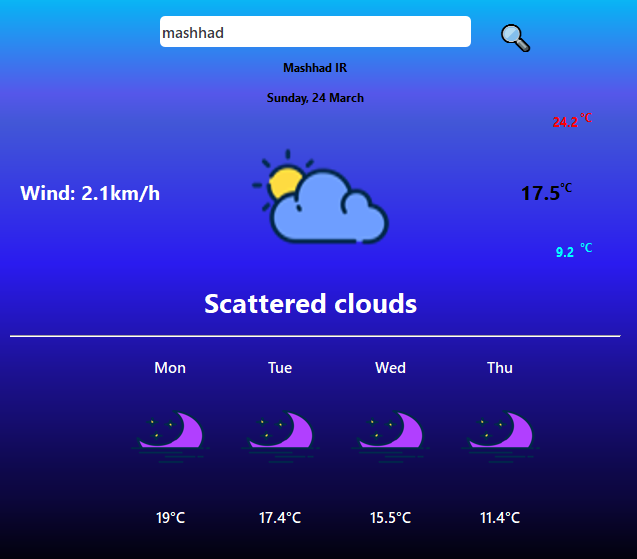 mashhad
Mashhad IR
Sunday, 24 March
24.2 °C
Wind: 2.1km/h
17.5°C
9.2 °C
Scattered clouds
Mon Tue Wed Thu
19°C 17.4°C 15.5°C 11.4°C